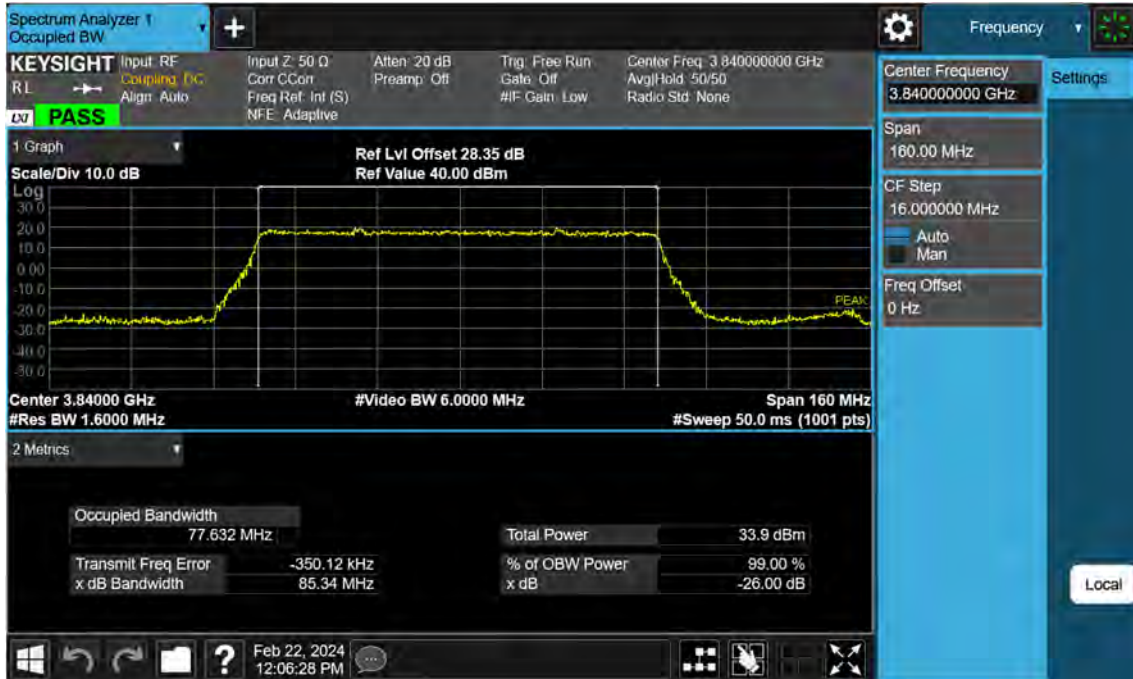 Spectrum Analyzer 1
Occupied BW
+
Frequency
KEYSIGHT
RL
LXI PASS
Input: RF
Coupling: DC
Align: Auto
Input Z: 50 Ω
Corr CCorr
Freq Ref: Int (S)
NFE: Adaptive
Atten: 20 dB
Preamp: Off
Trig: Free Run
Gate: Off
#IF Gain: Low
Center Freq: 3.840000000 GHz
Avg|Hold: 50/50
Radio Std: None
Center Frequency
3.840000000 GHz
Settings
Span
160.00 MHz
CF Step
16.000000 MHz
Auto
Man
Freq Offset
0 Hz
1 Graph
Scale/Div 10.0 dB
Ref Lvl Offset 28.35 dB
Ref Value 40.00 dBm
Log
30.0
20.0
10.0
0.00
-10.0
-20.0
-30.0
-40.0
-50.0
PEAK
Center 3.84000 GHz
#Video BW 6.0000 MHz
Span 160 MHz
#Res BW 1.6000 MHz
#Sweep 50.0 ms (1001 pts)
2 Metrics
Occupied Bandwidth
77.632 MHz
Total Power 33.9 dBm
Transmit Freq Error -350.12 kHz
% of OBW Power 99.00 %
x dB Bandwidth 85.34 MHz
x dB -26.00 dB
Local
?
Feb 22, 2024
12:06:28 PM